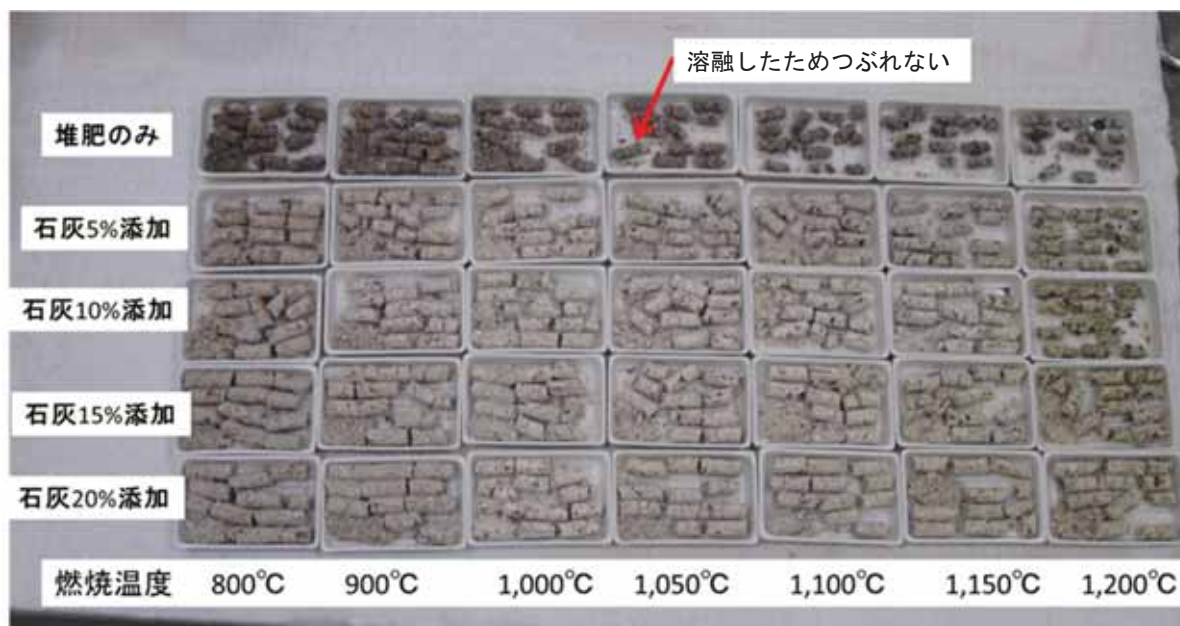 溶融したためつぶれない
堆肥のみ
石灰5%添加
石灰10%添加
石灰15%添加
石灰20%添加
燃焼温度 800℃ 900℃ 1,000℃ 1,050℃ 1,100℃ 1,150℃ 1,200℃